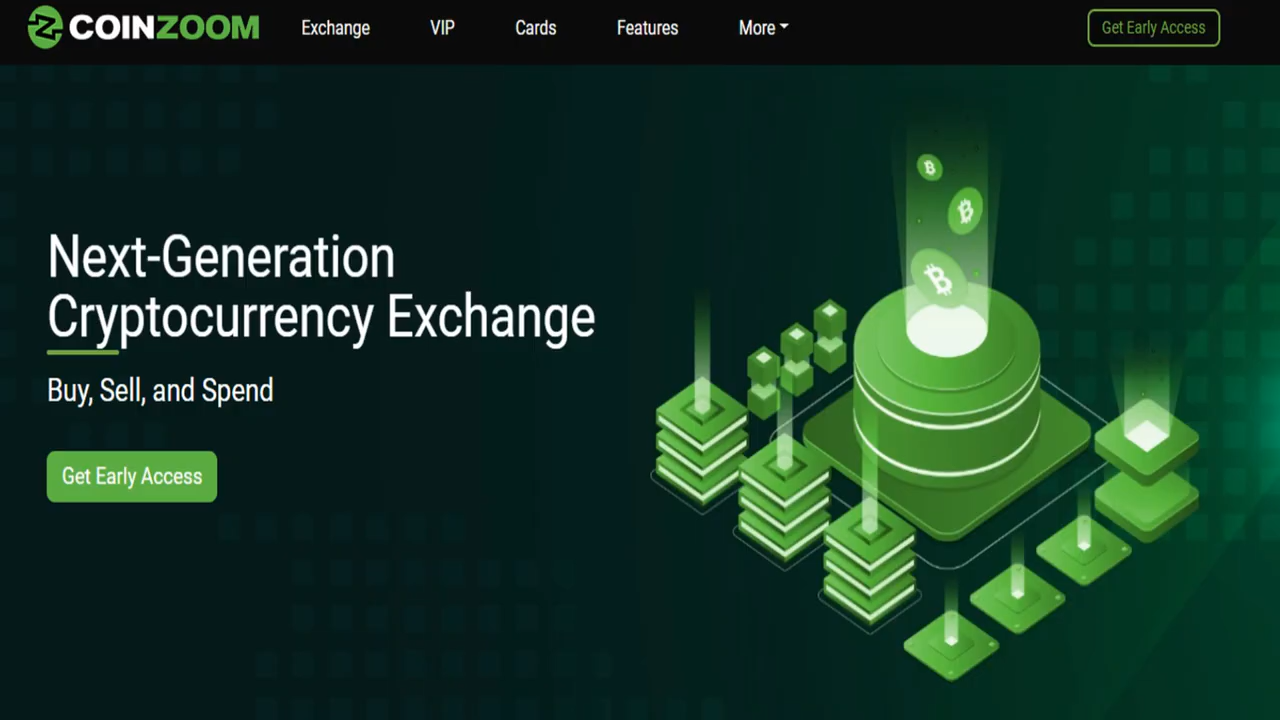 COINZOOM
Exchange
VIP
Cards
Features
More
Get Early Access
Next-Generation
Cryptocurrency Exchange
Buy, Sell, and Spend
Get Early Access